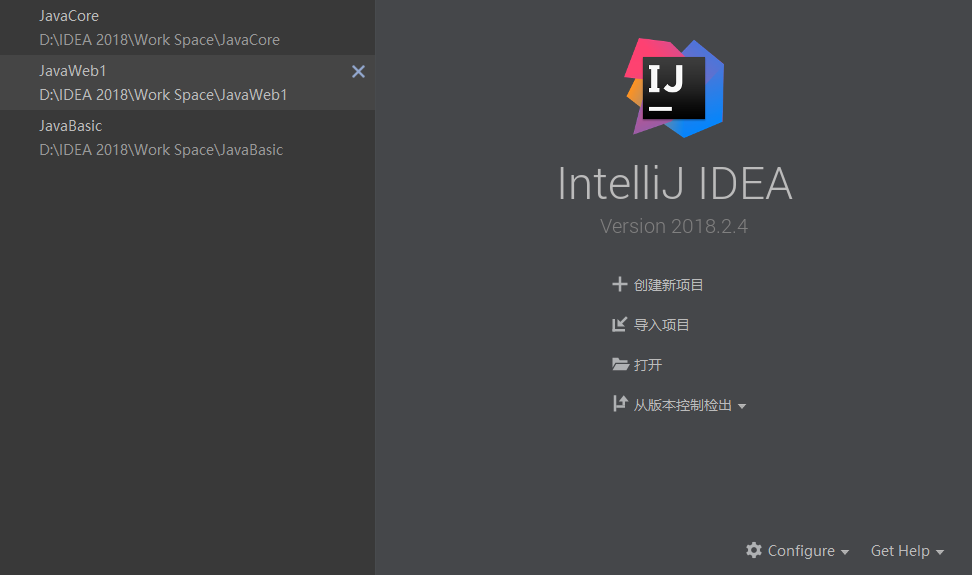 JavaCore
D:\IDEA 2018\Work Space\JavaCore
JavaWeb1
D:\IDEA 2018\Work Space\JavaWeb1
JavaBasic
D:\IDEA 2018\Work Space\JavaBasic
IJ
IntelliJ IDEA
Version 2018.2.4
创建新项目
导入项目
打开
从版本控制检出
Configure
Get Help